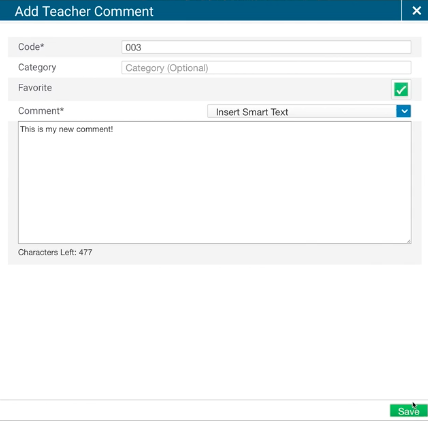 Add Teacher Comment
Code* 003
Category Category (Optional)
Favorite
Comment* Insert Smart Text
This is my new comment!
Characters Left: 477
Save